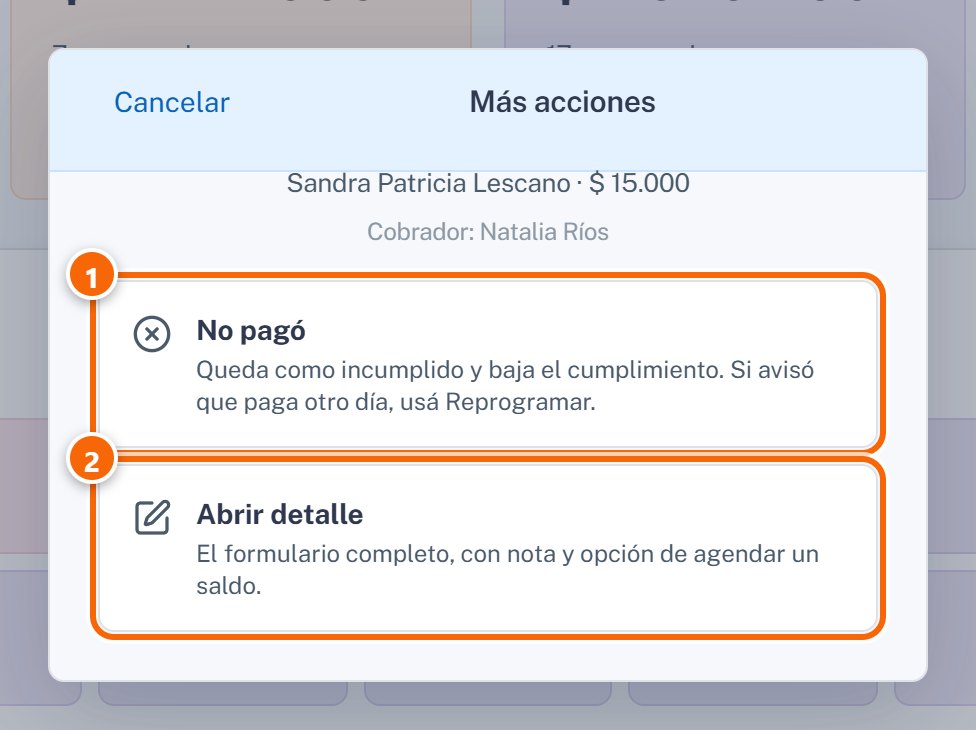 Cancelar
Más acciones
Sandra Patricia Lescano · $ 15.000
Cobrador: Natalia Ríos
1
No pagó
Queda como incumplido y baja el cumplimiento. Si avisó
que paga otro día, usá Reprogramar.
2
Abrir detalle
El formulario completo, con nota y opción de agendar un
saldo.